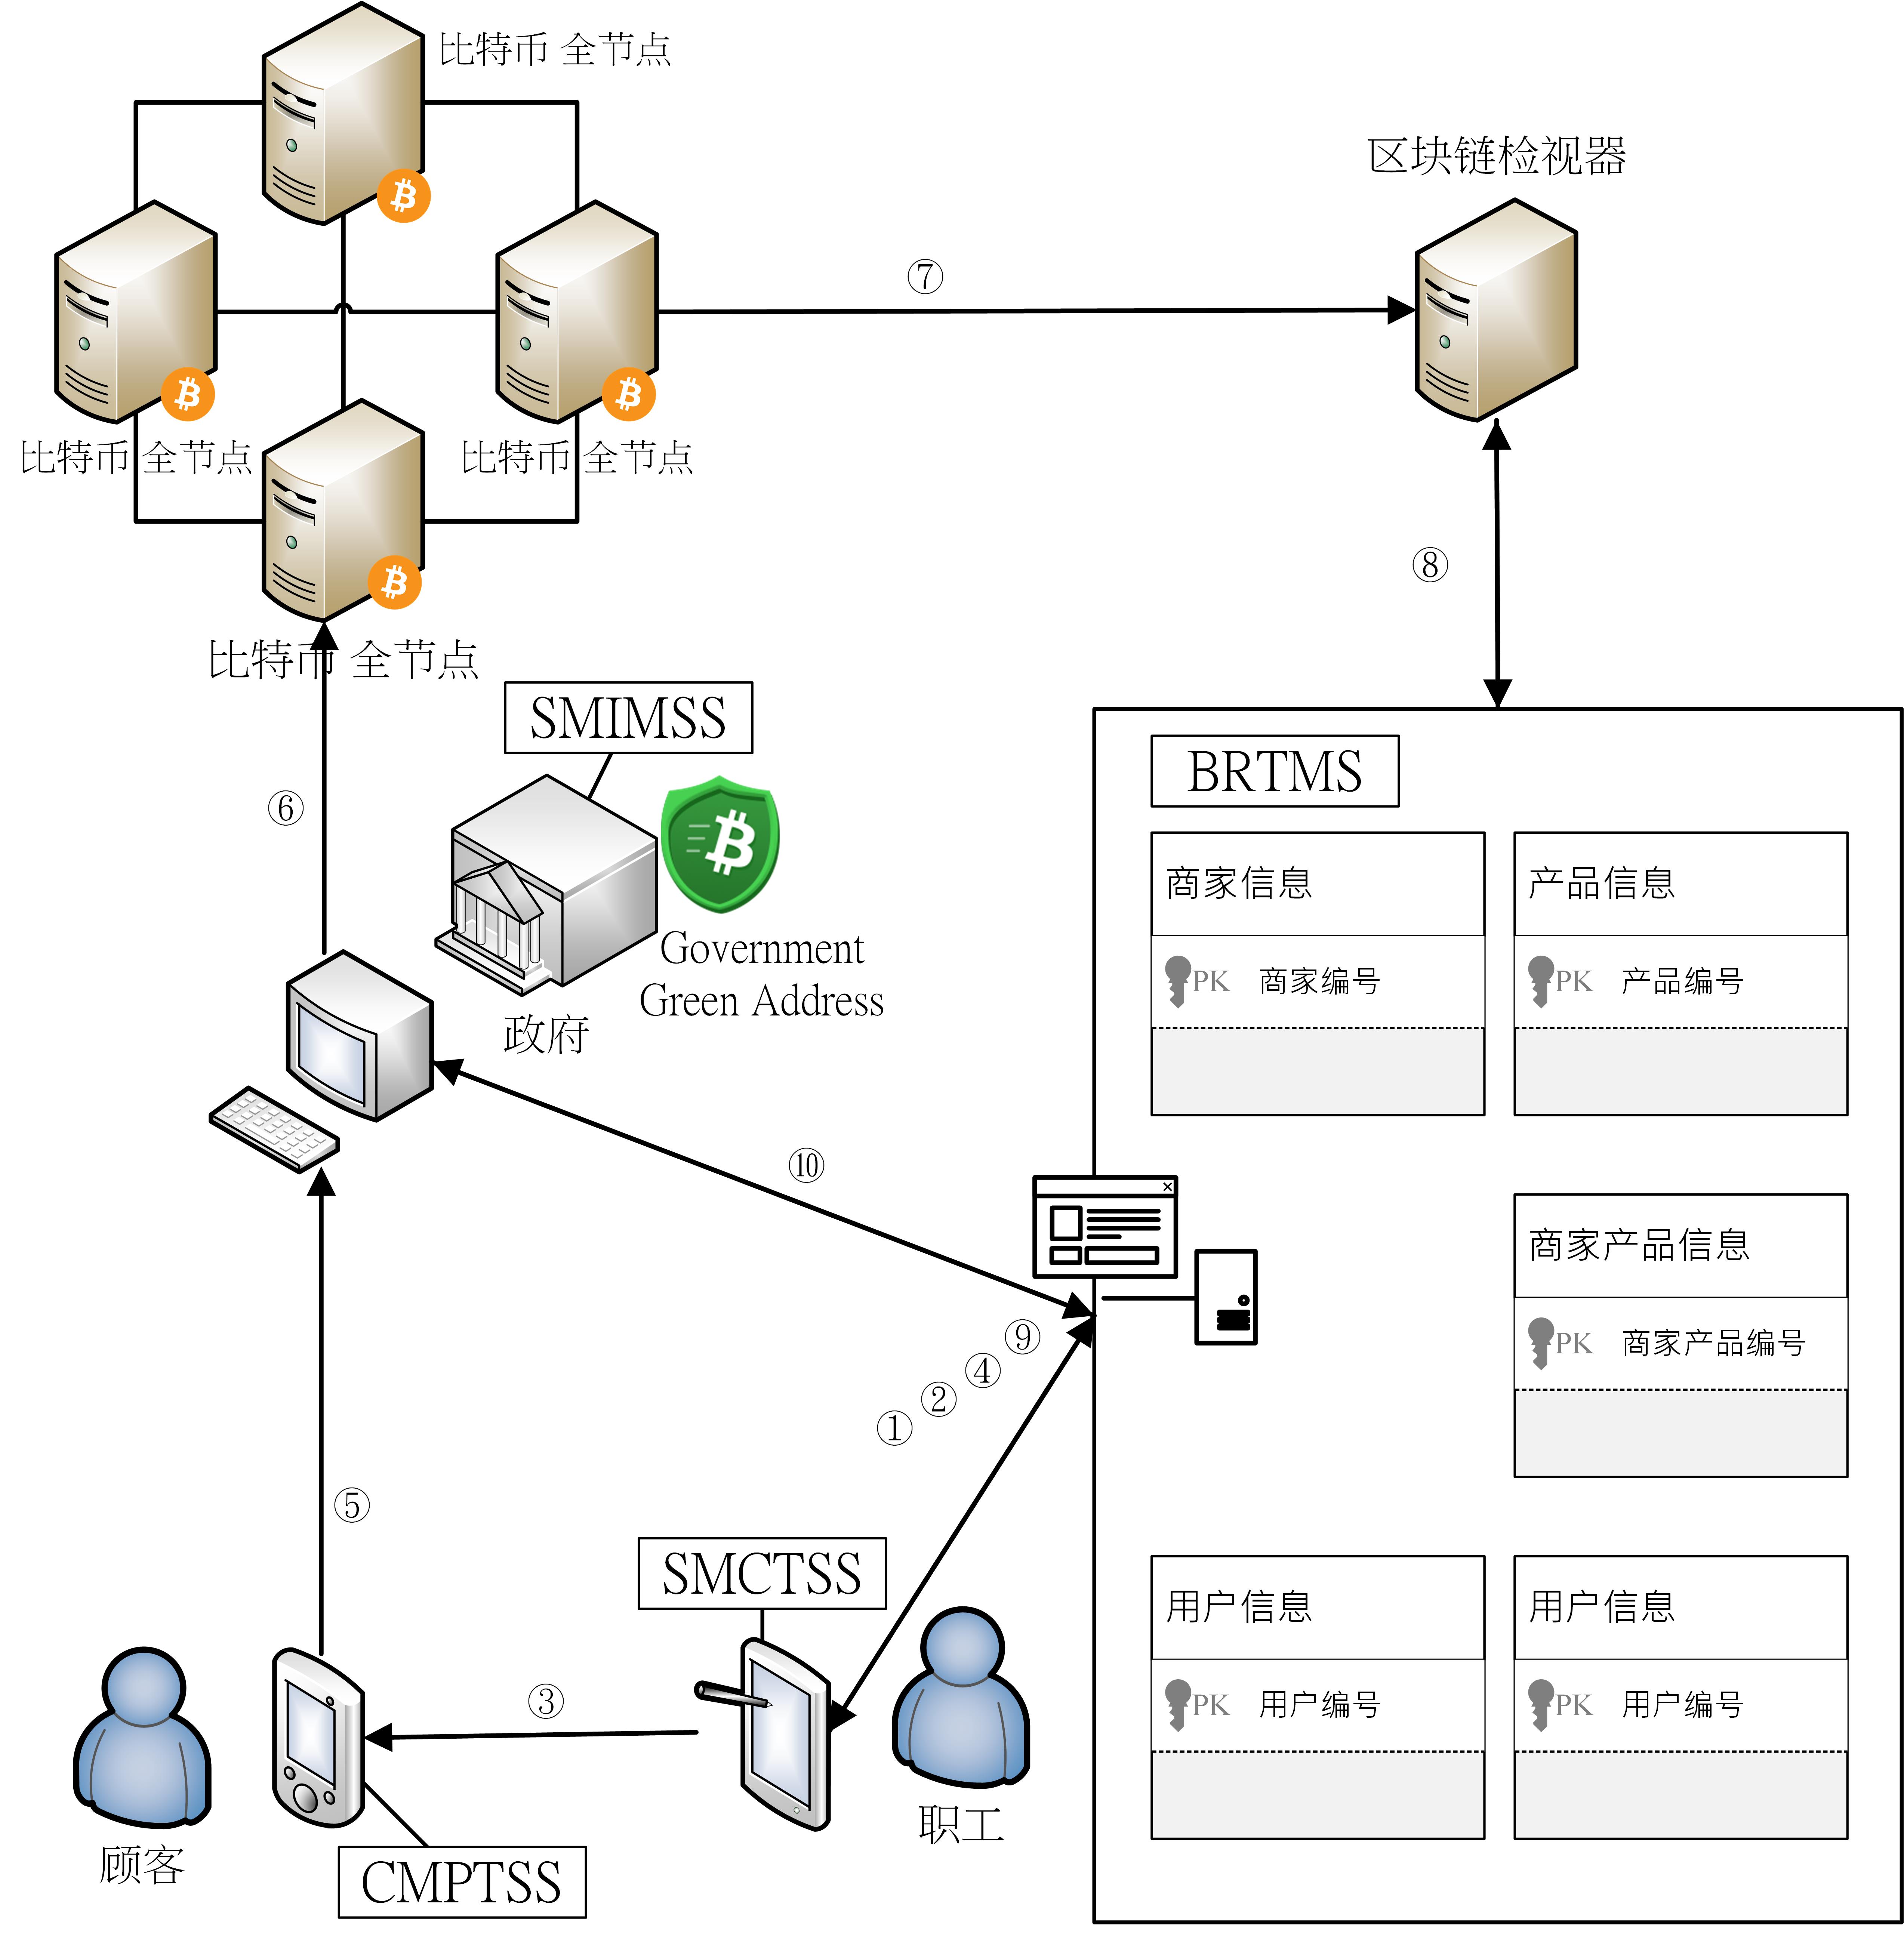 比特币 全节点
区块链检视器
⑦
比特币 全节点
比特币 全节点
⑧
比特币 全节点
SMIMSS
BRTMS
⑥
商家信息
产品信息
Government
Green Address
PK 商家编号
PK 产品编号
政府
⑩
商家产品信息
⑨
PK 商家产品编号
④
②
①
⑤
SMCTSS
用户信息
用户信息
③
PK 用户编号
PK 用户编号
职工
顾客
CMPTSS